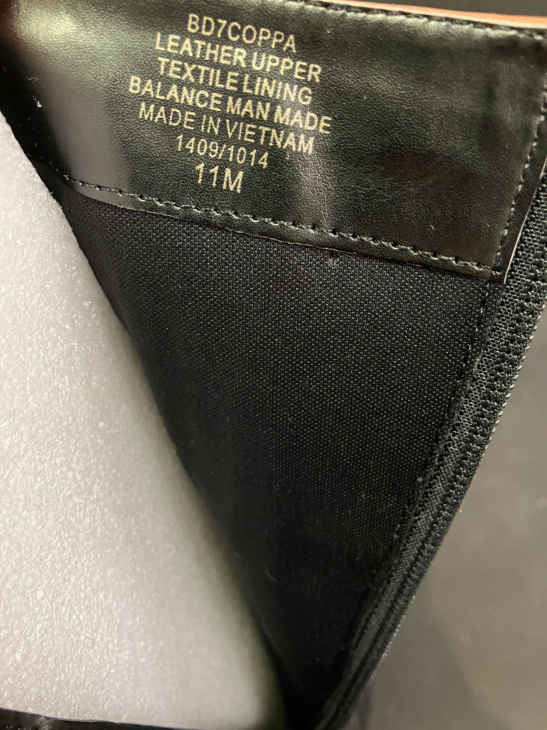 BD7COPPA
LEATHER UPPER
TEXTILE LINING
BALANCE MAN MADE
MADE IN VIETNAM
1409/1014
11M